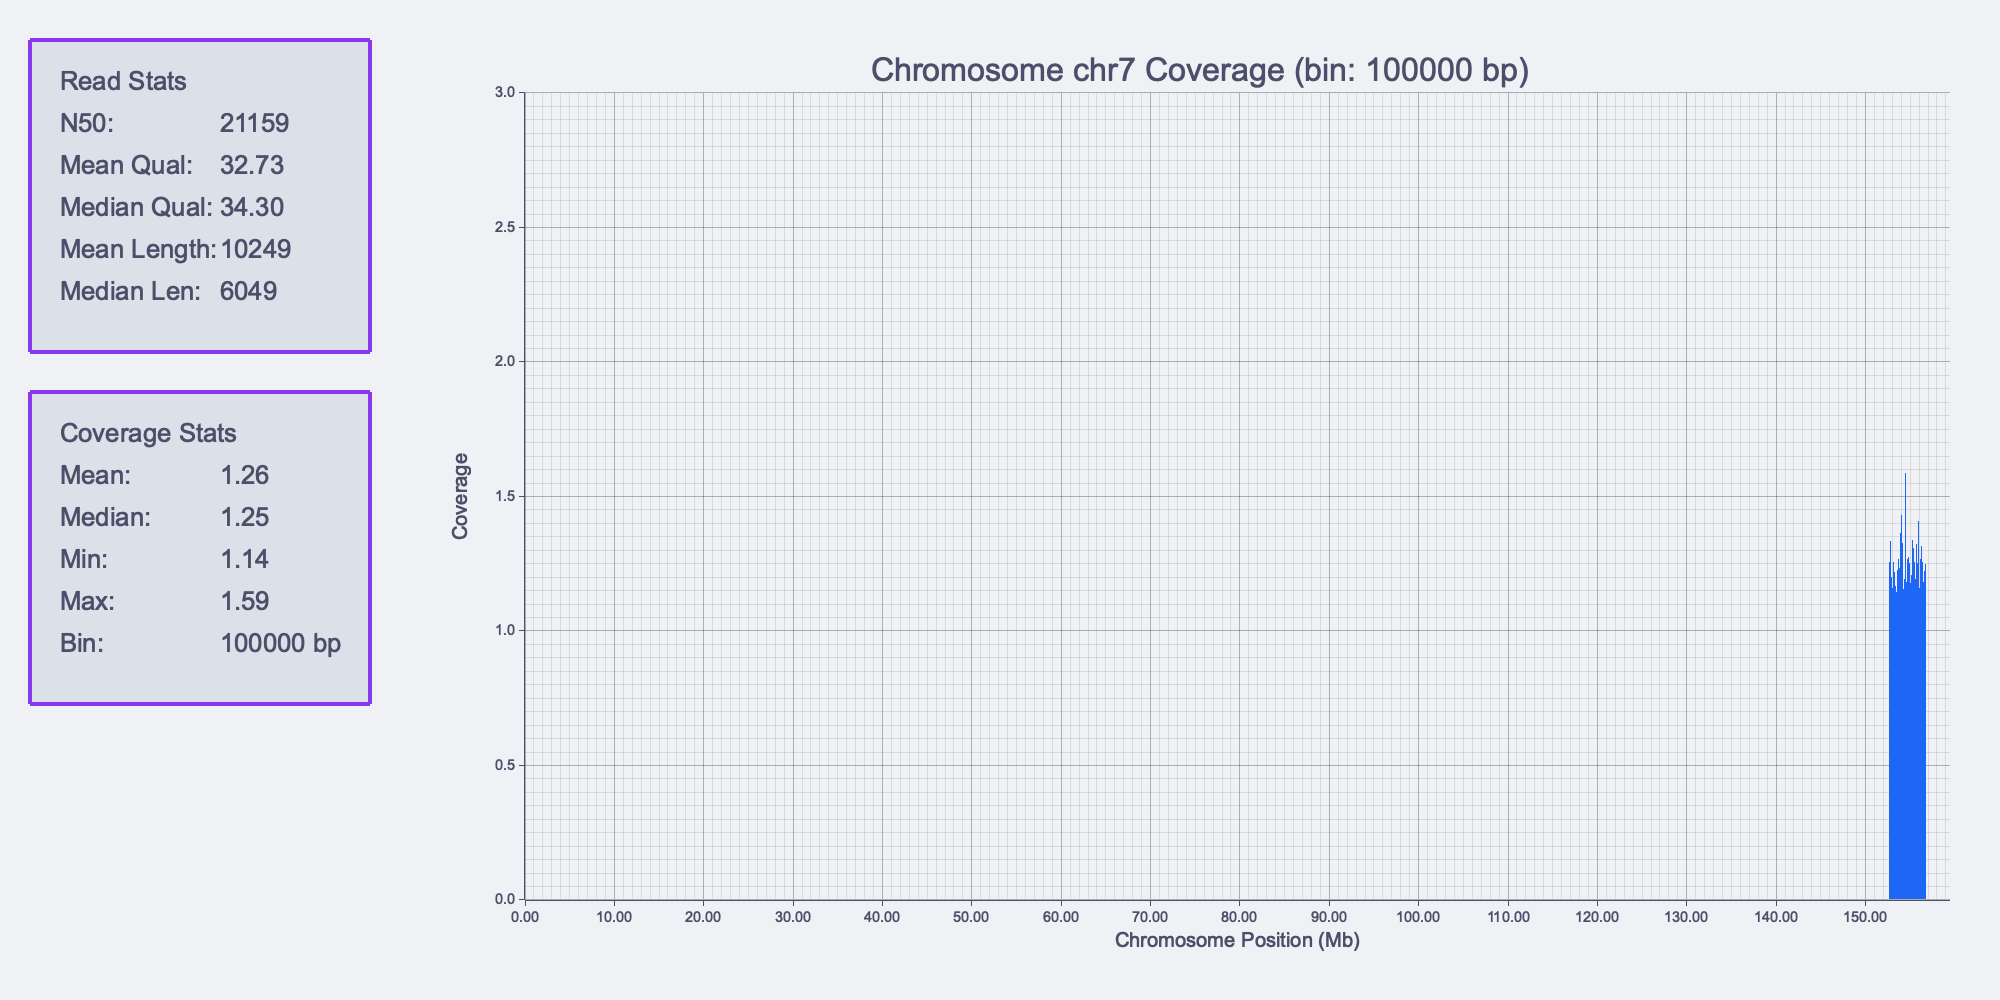 Read Stats
N50: 21159
Mean Qual: 32.73
Median Qual: 34.30
Mean Length: 10249
Median Len: 6049
Coverage Stats
Mean: 1.26
Median: 1.25
Min: 1.14
Max: 1.59
Bin: 100000 bp
Chromosome chr7 Coverage (bin: 100000 bp)
3.0
2.5
2.0
1.5
1.0
0.5
0.0
Coverage
0.00 10.00 20.00 30.00 40.00 50.00 60.00 70.00 80.00 90.00 100.00 110.00 120.00 130.00 140.00 150.00
Chromosome Position (Mb)